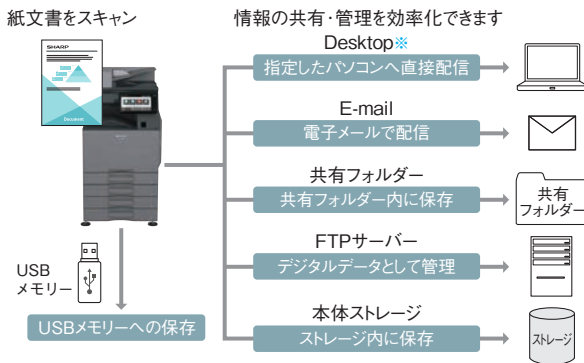 紙文書をスキャン
情報の共有・管理を効率化できます
SHARP
Document
Desktop※
指定したパソコンへ直接配信
E-mail
電子メールで配信
共有フォルダー
共有フォルダー内に保存
共有
フォルダー
FTPサーバー
デジタルデータとして管理
USB
メモリー
USBメモリーへの保存
本体ストレージ
ストレージ内に保存
ストレージ